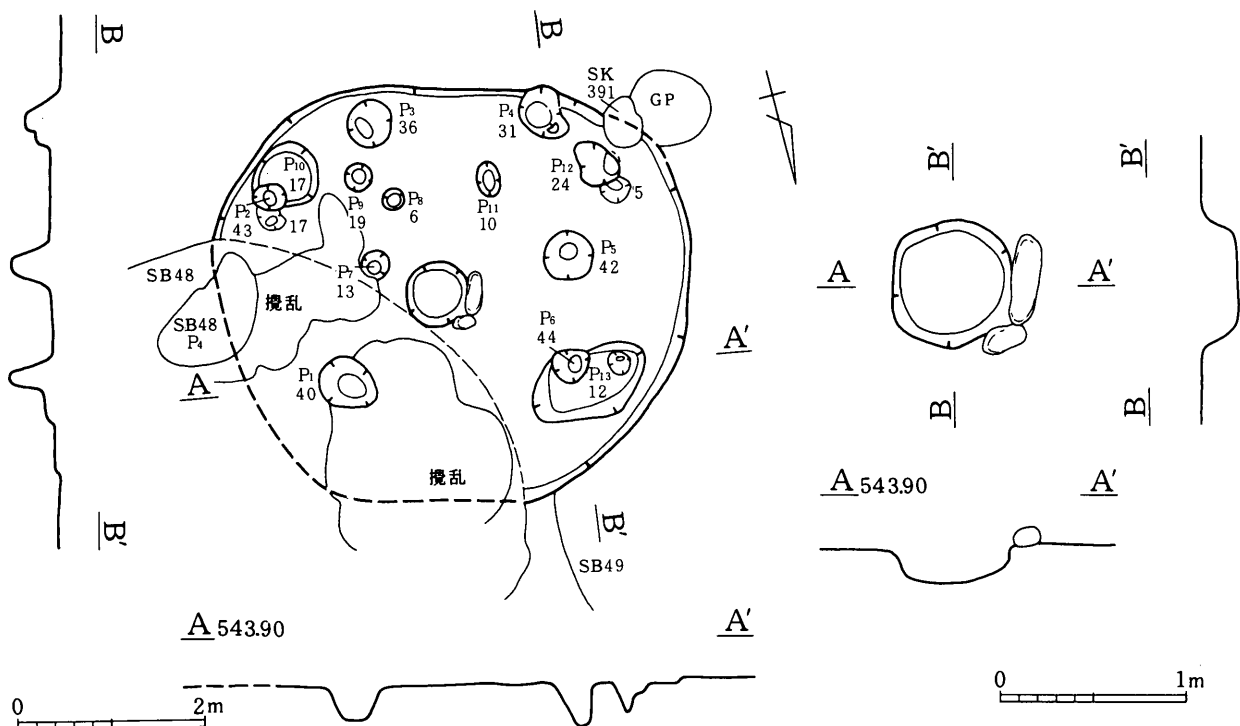 B
B
SK
391
GP
P3
36
P4
31
P10
17
P12
24
5
P9
19
P8
6
P11
10
P2
43
17
P5
42
B'
B'
SB48
P7
13
A
A'
攪乱
SB48
P4
P6
44
A'
A
P1
40
P13
12
B
B
攪乱
A 543.90
A'
B'
B'
SB49
A 543.90
A'
0
2m
0
1m